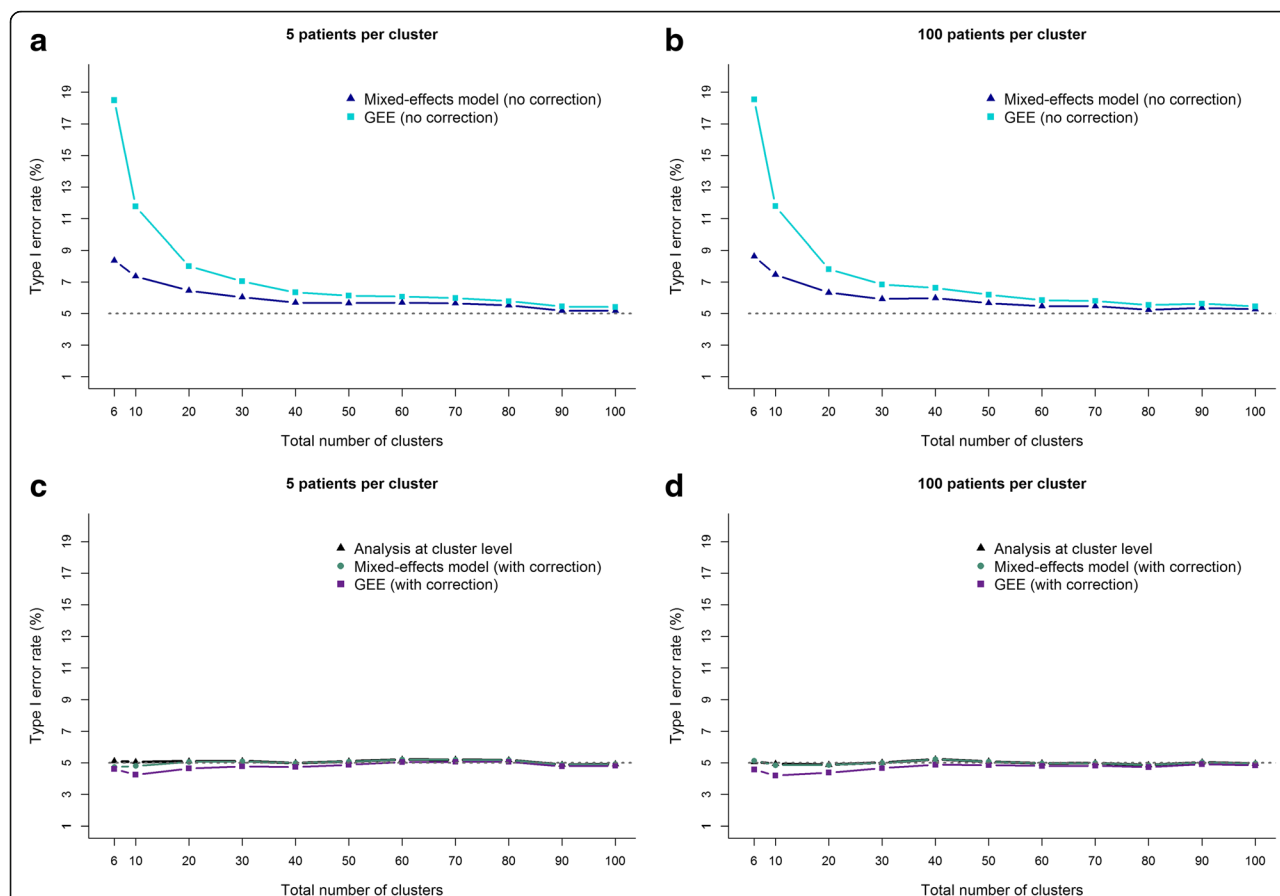 a
5 patients per cluster
Mixed-effects model (no correction)
GEE (no correction)
Type I error rate (%)
19
17
15
13
11
9
7
5
3
1
6 10 20 30 40 50 60 70 80 90 100
Total number of clusters
b
100 patients per cluster
Mixed-effects model (no correction)
GEE (no correction)
Type I error rate (%)
19
17
15
13
11
9
7
5
3
1
6 10 20 30 40 50 60 70 80 90 100
Total number of clusters
c
5 patients per cluster
Analysis at cluster level
Mixed-effects model (with correction)
GEE (with correction)
Type I error rate (%)
19
17
15
13
11
9
7
5
3
1
6 10 20 30 40 50 60 70 80 90 100
Total number of clusters
d
100 patients per cluster
Analysis at cluster level
Mixed-effects model (with correction)
GEE (with correction)
Type I error rate (%)
19
17
15
13
11
9
7
5
3
1
6 10 20 30 40 50 60 70 80 90 100
Total number of clusters